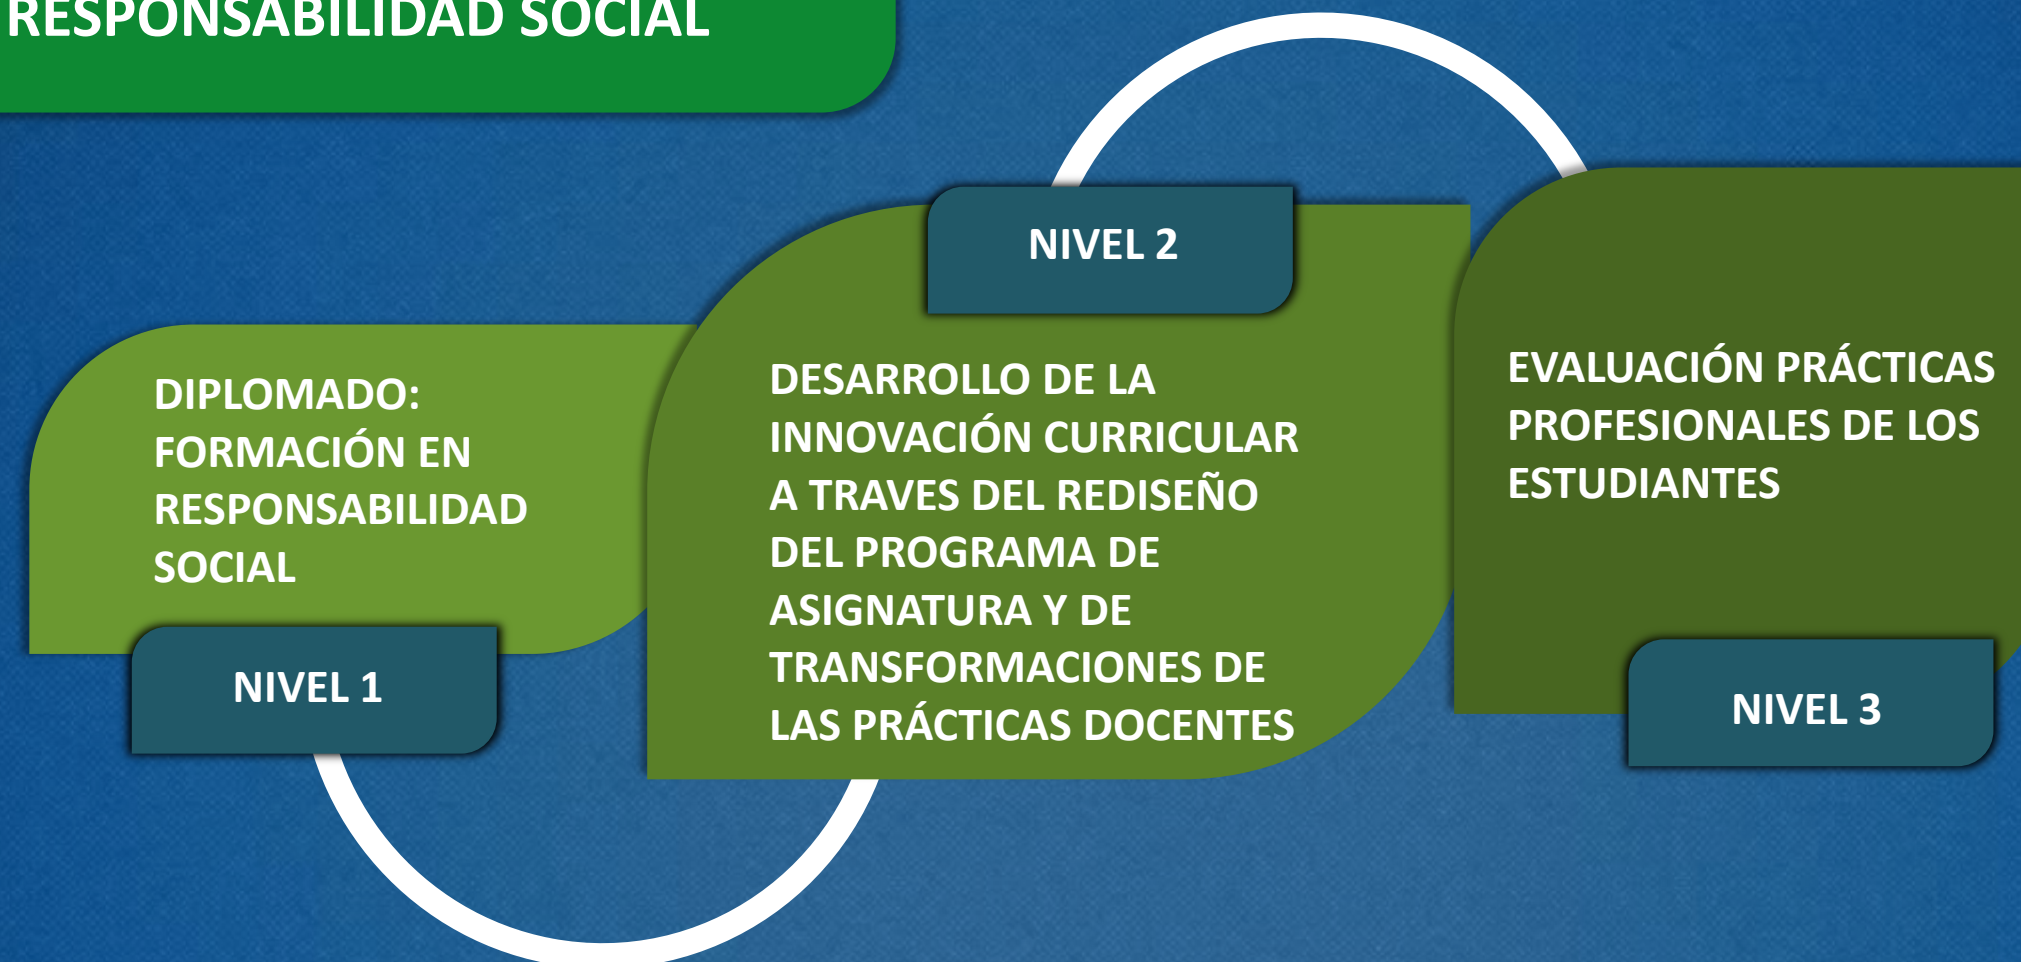 RESPONSABILIDAD SOCIAL
DIPLOMADO:
FORMACIÓN EN
RESPONSABILIDAD
SOCIAL
NIVEL 1
NIVEL 2
DESARROLLO DE LA
INNOVACIÓN CURRICULAR
A TRAVES DEL REDISEÑO
DEL PROGRAMA DE
ASIGNATURA Y DE
TRANSFORMACIONES DE
LAS PRÁCTICAS DOCENTES
EVALUACIÓN PRÁCTICAS
PROFESIONALES DE LOS
ESTUDIANTES
NIVEL 3